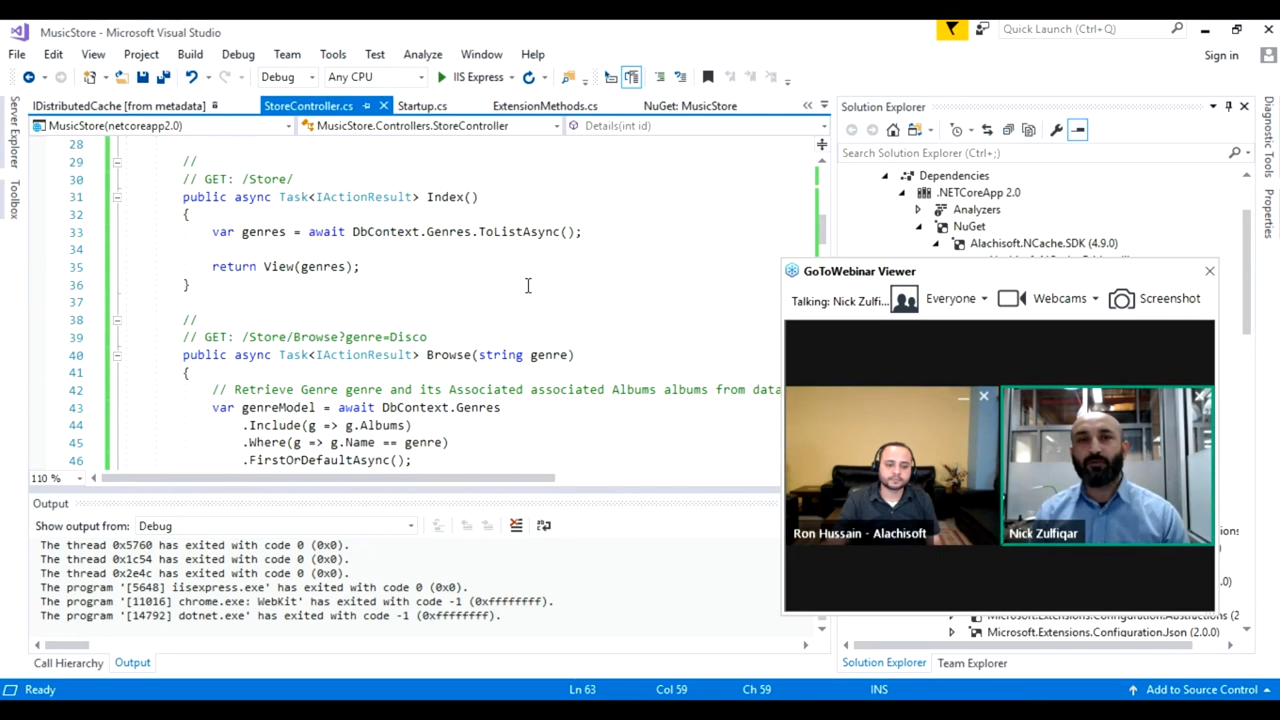 MusicStore - Microsoft Visual Studio
Quick Launch (Ctrl+Q)
File Edit View Project Build Debug Team Tools Test Analyze Window Help
Sign in
Debug Any CPU IIS Express
Server Explorer
Toolbox
IDistributedCache [from metadata] StoreController.cs Startup.cs ExtensionMethods.cs NuGet: MusicStore
MusicStore(netcoreapp2.0) MusicStore.Controllers.StoreController Details(int id)
28
29 //
30 // GET: /Store/
31 public async Task<IActionResult> Index()
32 {
33 var genres = await DbContext.Genres.ToListAsync();
34
35 return View(genres);
36 }
37
38 //
39 // GET: /Store/Browse?genre=Disco
40 public async Task<IActionResult> Browse(string genre)
41 {
42 // Retrieve Genre genre and its Associated associated Albums albums from data
43 var genreModel = await DbContext.Genres
44 .Include(g => g.Albums)
45 .Where(g => g.Name == genre)
46 .FirstOrDefaultAsync();
110 %
Output
Show output from: Debug
The thread 0x5760 has exited with code 0 (0x0).
The thread 0x1c54 has exited with code 0 (0x0).
The thread 0x2e4c has exited with code 0 (0x0).
The program '[5648] iisexpress.exe' has exited with code 0 (0x0).
The program '[11016] chrome.exe: WebKit' has exited with code -1 (0xffffffff).
The program '[14792] dotnet.exe' has exited with code -1 (0xffffffff).
Call Hierarchy Output
Solution Explorer
Search Solution Explorer (Ctrl+;)
Dependencies
.NETCoreApp 2.0
Analyzers
NuGet
Alachisoft.NCache.SDK (4.9.0)
GoToWebinar Viewer
Talking: Nick Zulfi... Everyone Webcams Screenshot
Ron Hussain - Alachisoft
Nick Zulfiqar
Microsoft.Extensions.Configuration.Json (2.0.0)
Solution Explorer Team Explorer
Diagnostic Tools
Properties
Ready Ln 63 Col 59 Ch 59 INS Add to Source Control